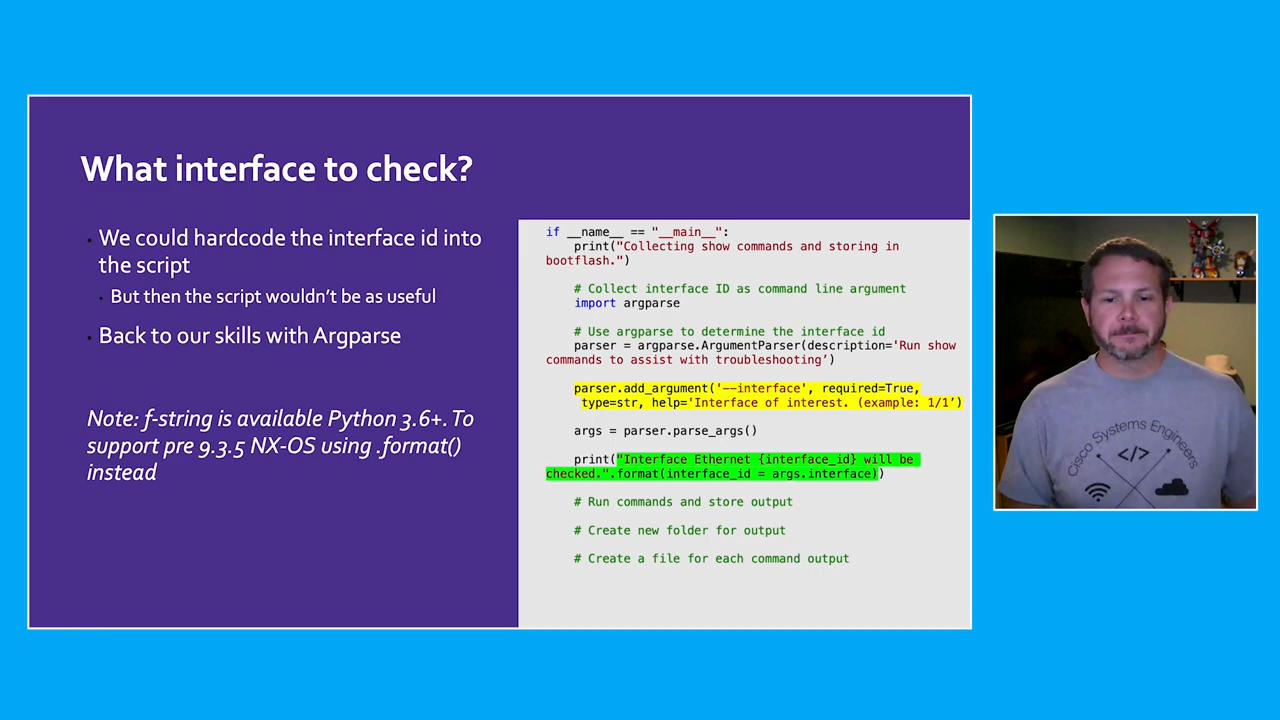 What interface to check?
We could hardcode the interface id into
the script
But then the script wouldn't be as useful
Back to our skills with Argparse
Note: f-string is available Python 3.6+. To
support pre 9.3.5 NX-OS using .format()
instead
if __name__ == "__main__":
print("Collecting show commands and storing in
bootflash.")
# Collect interface ID as command line argument
import argparse
# Use argparse to determine the interface id
parser = argparse.ArgumentParser(description='Run show
commands to assist with troubleshooting’)
parser.add_argument('--interface', required=True,
type=str, help='Interface of interest. (example: 1/1’)
args = parser.parse_args()
print("Interface Ethernet {interface_id} will be
checked.".format(interface_id = args.interface))
# Run commands and store output
# Create new folder for output
# Create a file for each command output
Cisco Systems Engineers
</>